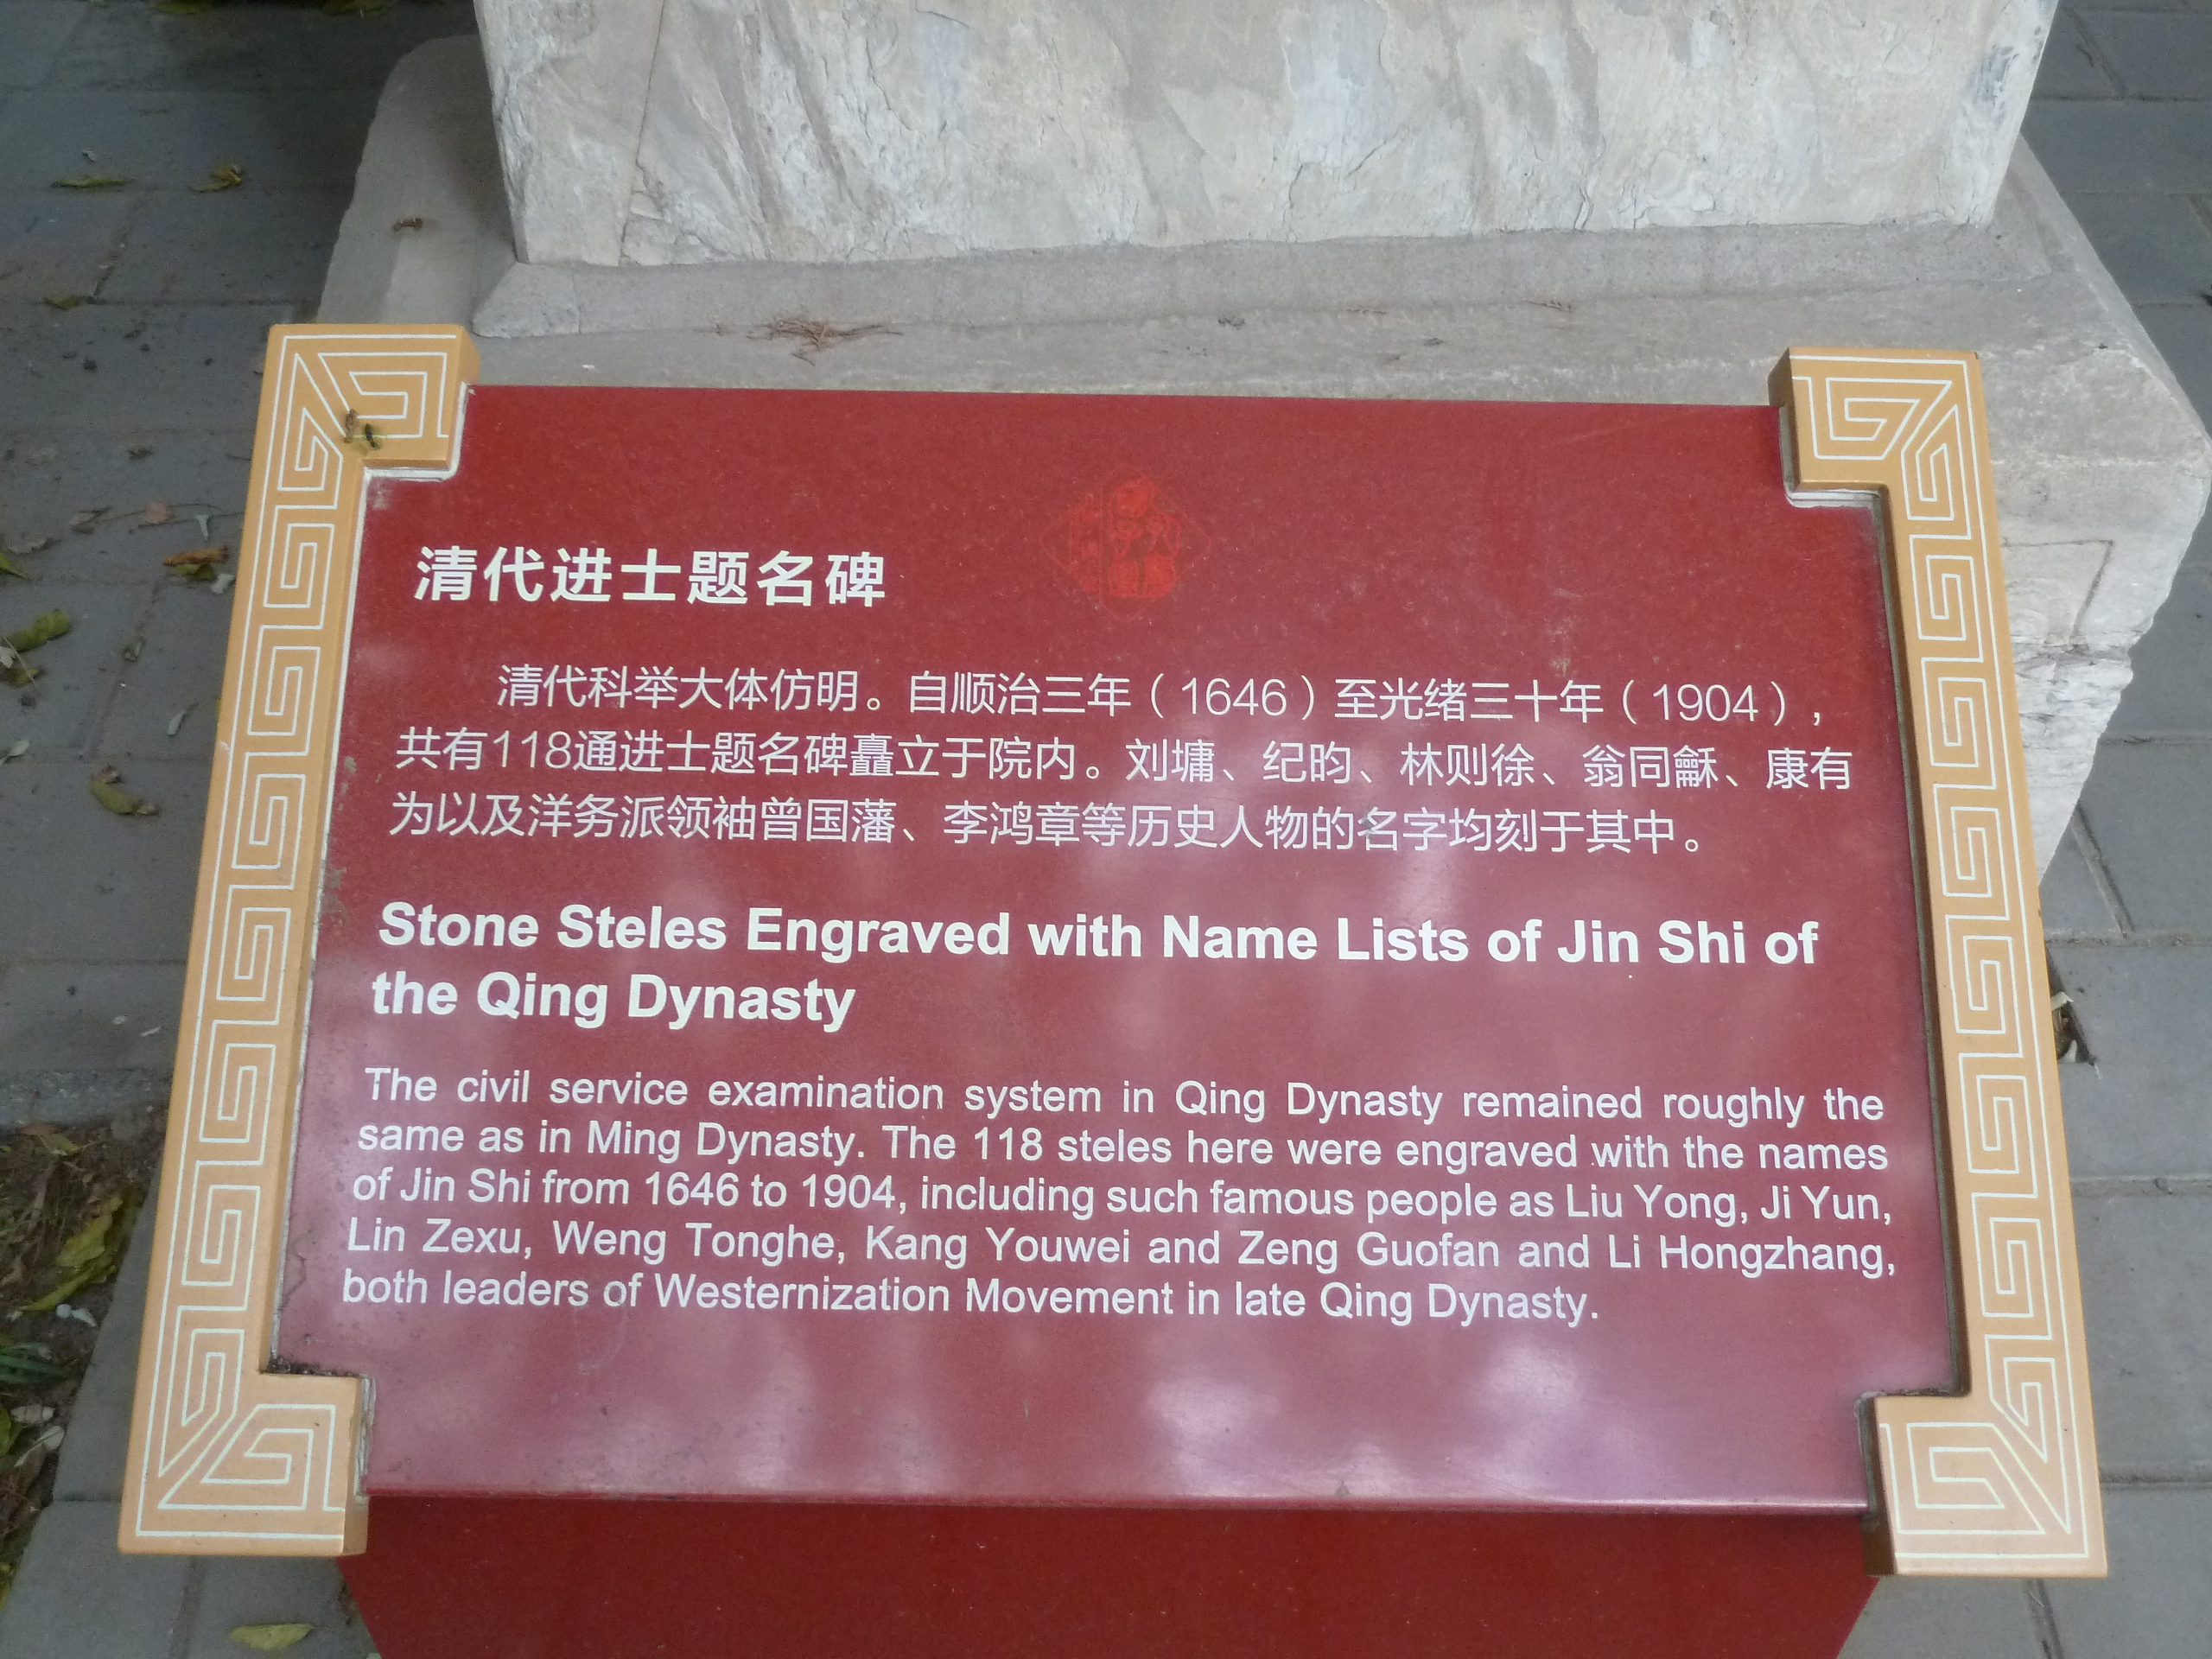 清代进士题名碑
清代科举大体仿明。自顺治三年（1646）至光绪三十年（1904），
共有118通进士题名碑矗立于院内。刘墉、纪昀、林则徐、翁同龢、康有
为以及洋务派领袖曾国藩、李鸿章等历史人物的名字均刻于其中。
Stone Steles Engraved with Name Lists of Jin Shi of
the Qing Dynasty
The civil service examination system in Qing Dynasty remained roughly the
same as in Ming Dynasty. The 118 steles here were engraved with the names
of Jin Shi from 1646 to 1904, including such famous people as Liu Yong, Ji Yun,
Lin Zexu, Weng Tonghe, Kang Youwei and Zeng Guofan and Li Hongzhang,
both leaders of Westernization Movement in late Qing Dynasty.